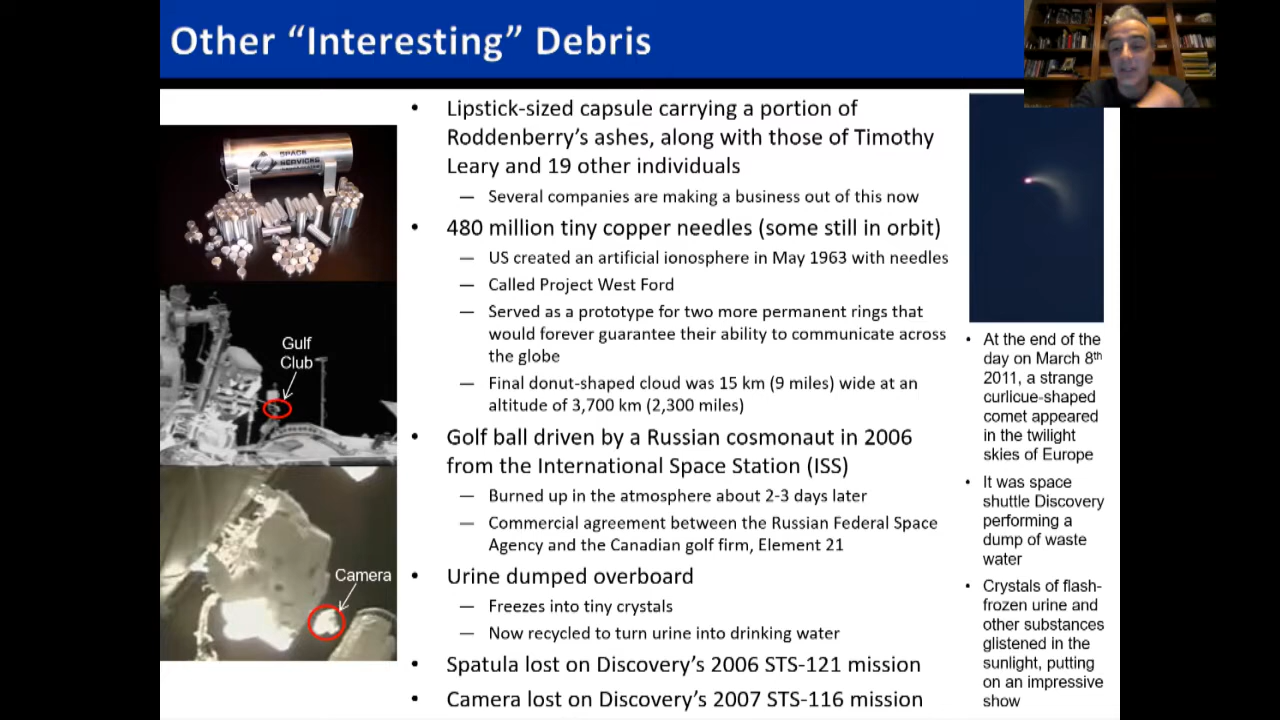 Other “Interesting” Debris
SPACE
SERVICES
Gulf
Club
Camera
• Lipstick-sized capsule carrying a portion of
Roddenberry’s ashes, along with those of Timothy
Leary and 19 other individuals
— Several companies are making a business out of this now
• 480 million tiny copper needles (some still in orbit)
— US created an artificial ionosphere in May 1963 with needles
— Called Project West Ford
— Served as a prototype for two more permanent rings that
would forever guarantee their ability to communicate across
the globe
— Final donut-shaped cloud was 15 km (9 miles) wide at an
altitude of 3,700 km (2,300 miles)
• Golf ball driven by a Russian cosmonaut in 2006
from the International Space Station (ISS)
— Burned up in the atmosphere about 2-3 days later
— Commercial agreement between the Russian Federal Space
Agency and the Canadian golf firm, Element 21
• Urine dumped overboard
— Freezes into tiny crystals
— Now recycled to turn urine into drinking water
• Spatula lost on Discovery’s 2006 STS-121 mission
• Camera lost on Discovery’s 2007 STS-116 mission
• At the end of the
day on March 8th
2011, a strange
curlicue-shaped
comet appeared
in the twilight
skies of Europe
• It was space
shuttle Discovery
performing a
dump of waste
water
• Crystals of flash-
frozen urine and
other substances
glistened in the
sunlight, putting
on an impressive
show